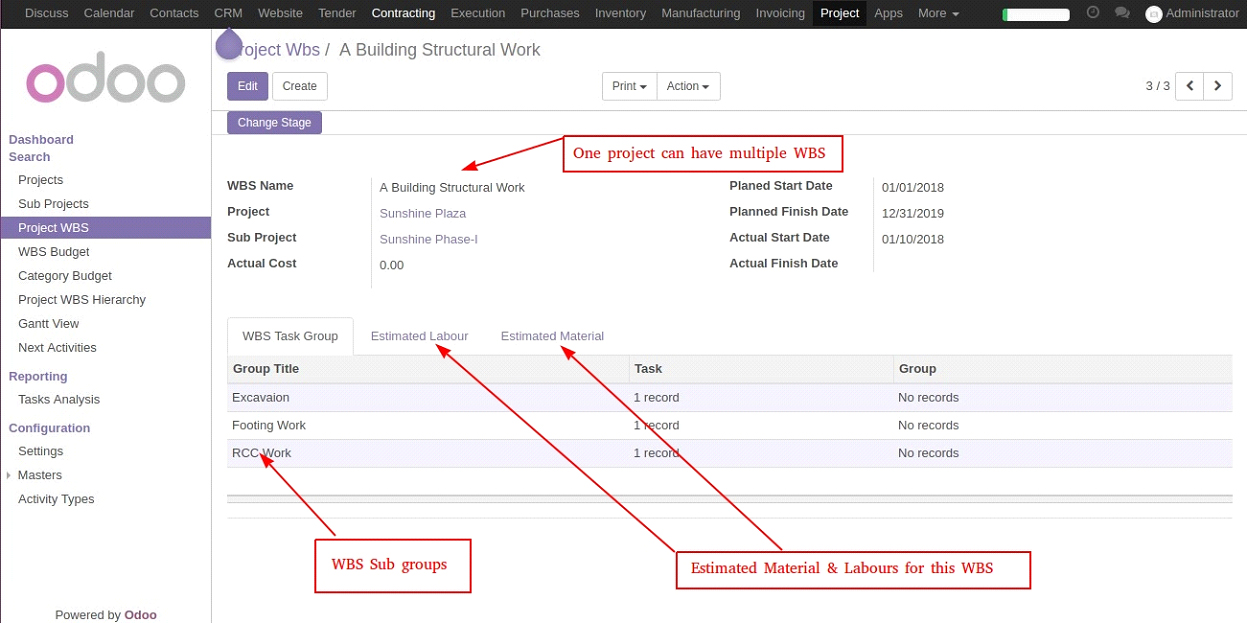 Discuss Calendar Contacts CRM Website Tender Contracting Execution Purchases Inventory Manufacturing Invoicing Project Apps More Administrator
odoo
roject Wbs / A Building Structural Work
Edit Create Print Action 3 / 3
Change Stage
Dashboard
Search
Projects
Sub Projects
Project WBS
WBS Budget
Category Budget
Project WBS Hierarchy
Gantt View
Next Activities
Reporting
Tasks Analysis
Configuration
Settings
Masters
Activity Types
Powered by Odoo
One project can have multiple WBS
WBS Name A Building Structural Work Planed Start Date 01/01/2018
Project Sunshine Plaza Planned Finish Date 12/31/2019
Sub Project Sunshine Phase-I Actual Start Date 01/10/2018
Actual Cost 0.00 Actual Finish Date
WBS Task Group Estimated Labour Estimated Material
Group Title Task Group
Excavaion 1 record No records
Footing Work 1 record No records
RCC Work 1 record No records
WBS Sub groups
Estimated Material & Labours for this WBS